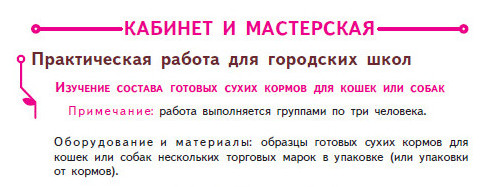 КАБИНЕТ И МАСТЕРСКАЯ
Практическая работа для городских школ
Изучение состава готовых сухих кормов для кошек или собак
Примечание: работа выполняется группами по три человека.
Оборудование и материалы: образцы готовых сухих кормов для
кошек или собак нескольких торговых марок в упаковке (или упаковки
от кормов).